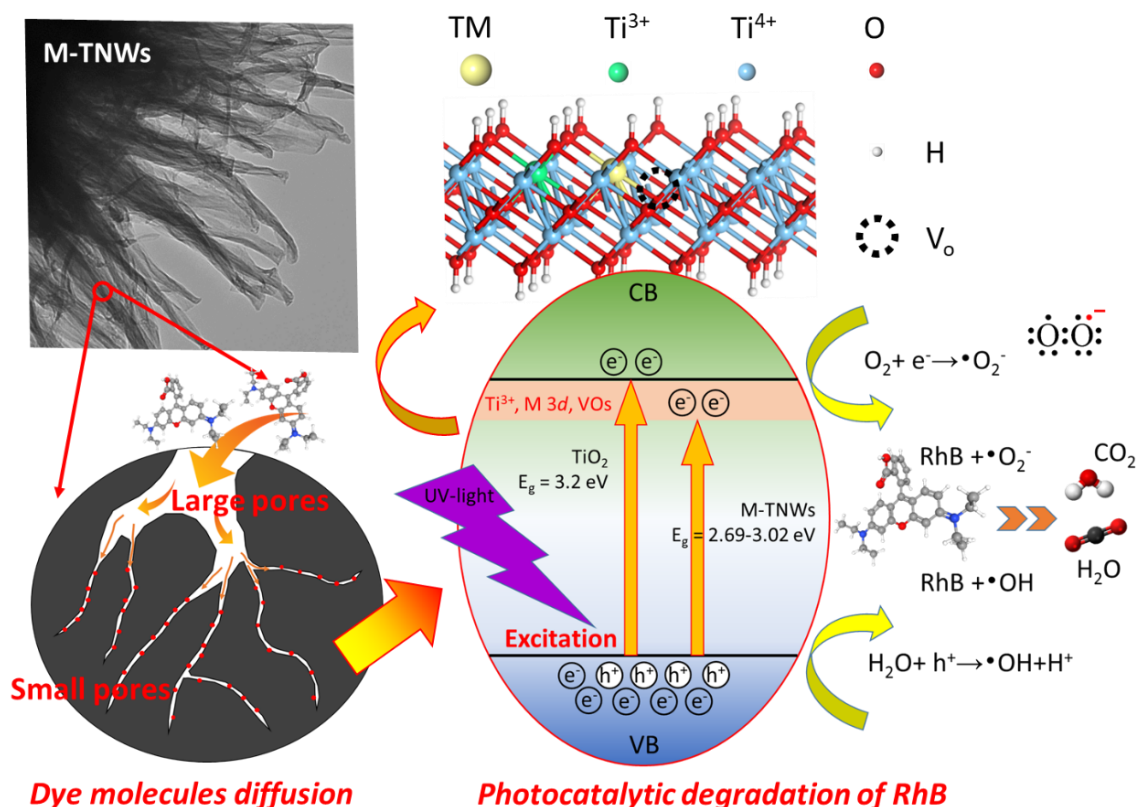 M-TNWs
TM
Ti³⁺
Ti⁴⁺
O
H
Vₒ
CB
e⁻ e⁻
Ti³⁺, M 3d, VOs
e⁻ e⁻
TiO₂
E_g = 3.2 eV
UV-light
M-TNWs
E_g = 2.69-3.02 eV
Excitation
e⁻ h⁺ h⁺ h⁺ h⁺
e⁻ e⁻ e⁻ e⁻
VB
Large pores
Small pores
:Ö:Ö:⁻
O₂+ e⁻→•O₂⁻
RhB +•O₂⁻
CO₂
RhB +•OH
H₂O
H₂O+ h⁺→•OH+H⁺
Dye molecules diffusion
Photocatalytic degradation of RhB